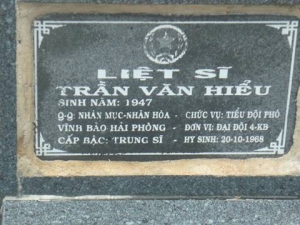 LIỆT SĨ
TRẦN VĂN HIỂU
SINH NĂM: 1947
Q-Q: NHÂN MỤC-NHÂN HÒA - CHỨC VỤ: TIỂU ĐỘI PHÓ
VĨNH BẢO HẢI PHÒNG - ĐƠN VỊ: ĐẠI ĐỘI 4-KB
CẤP BẬC: TRUNG SĨ - HY SINH: 20-10-1968